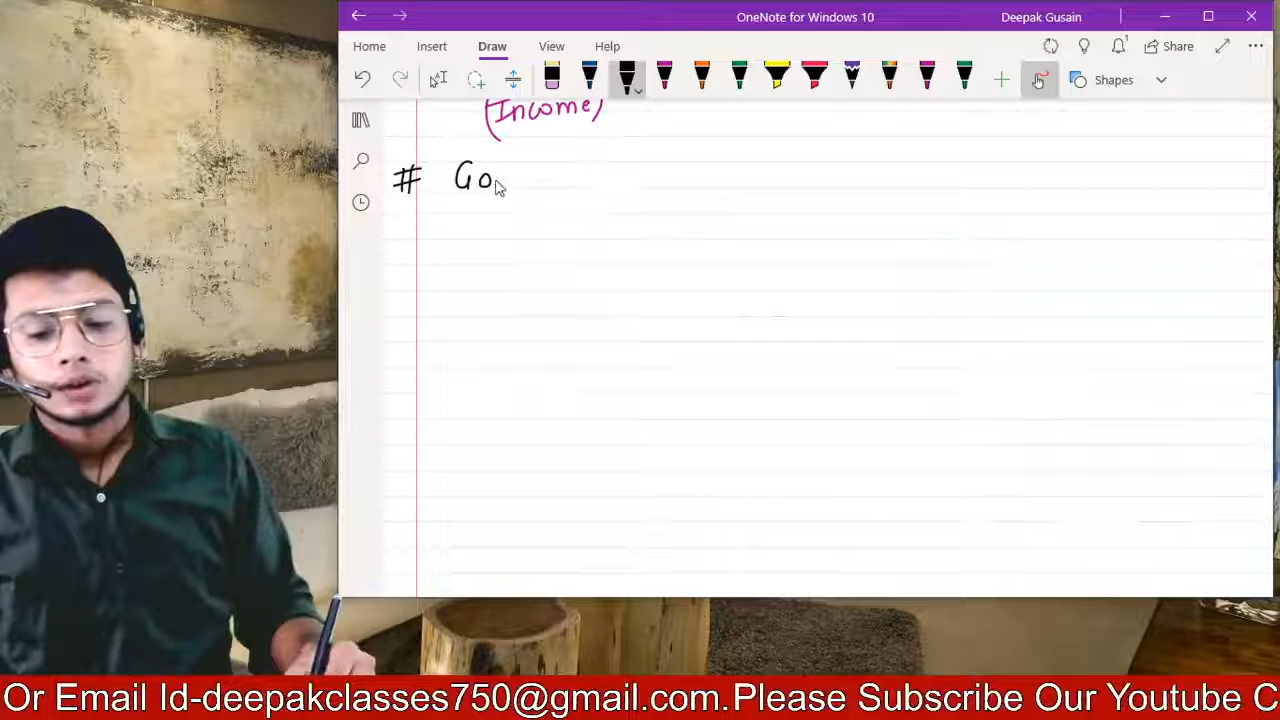 OneNote for Windows 10
Deepak Gusain
Home Insert Draw View Help
Share
Shapes
(Income)
# Go
Or Email Id-deepakclasses750@gmail.com.Please Subscribe Our Youtube C